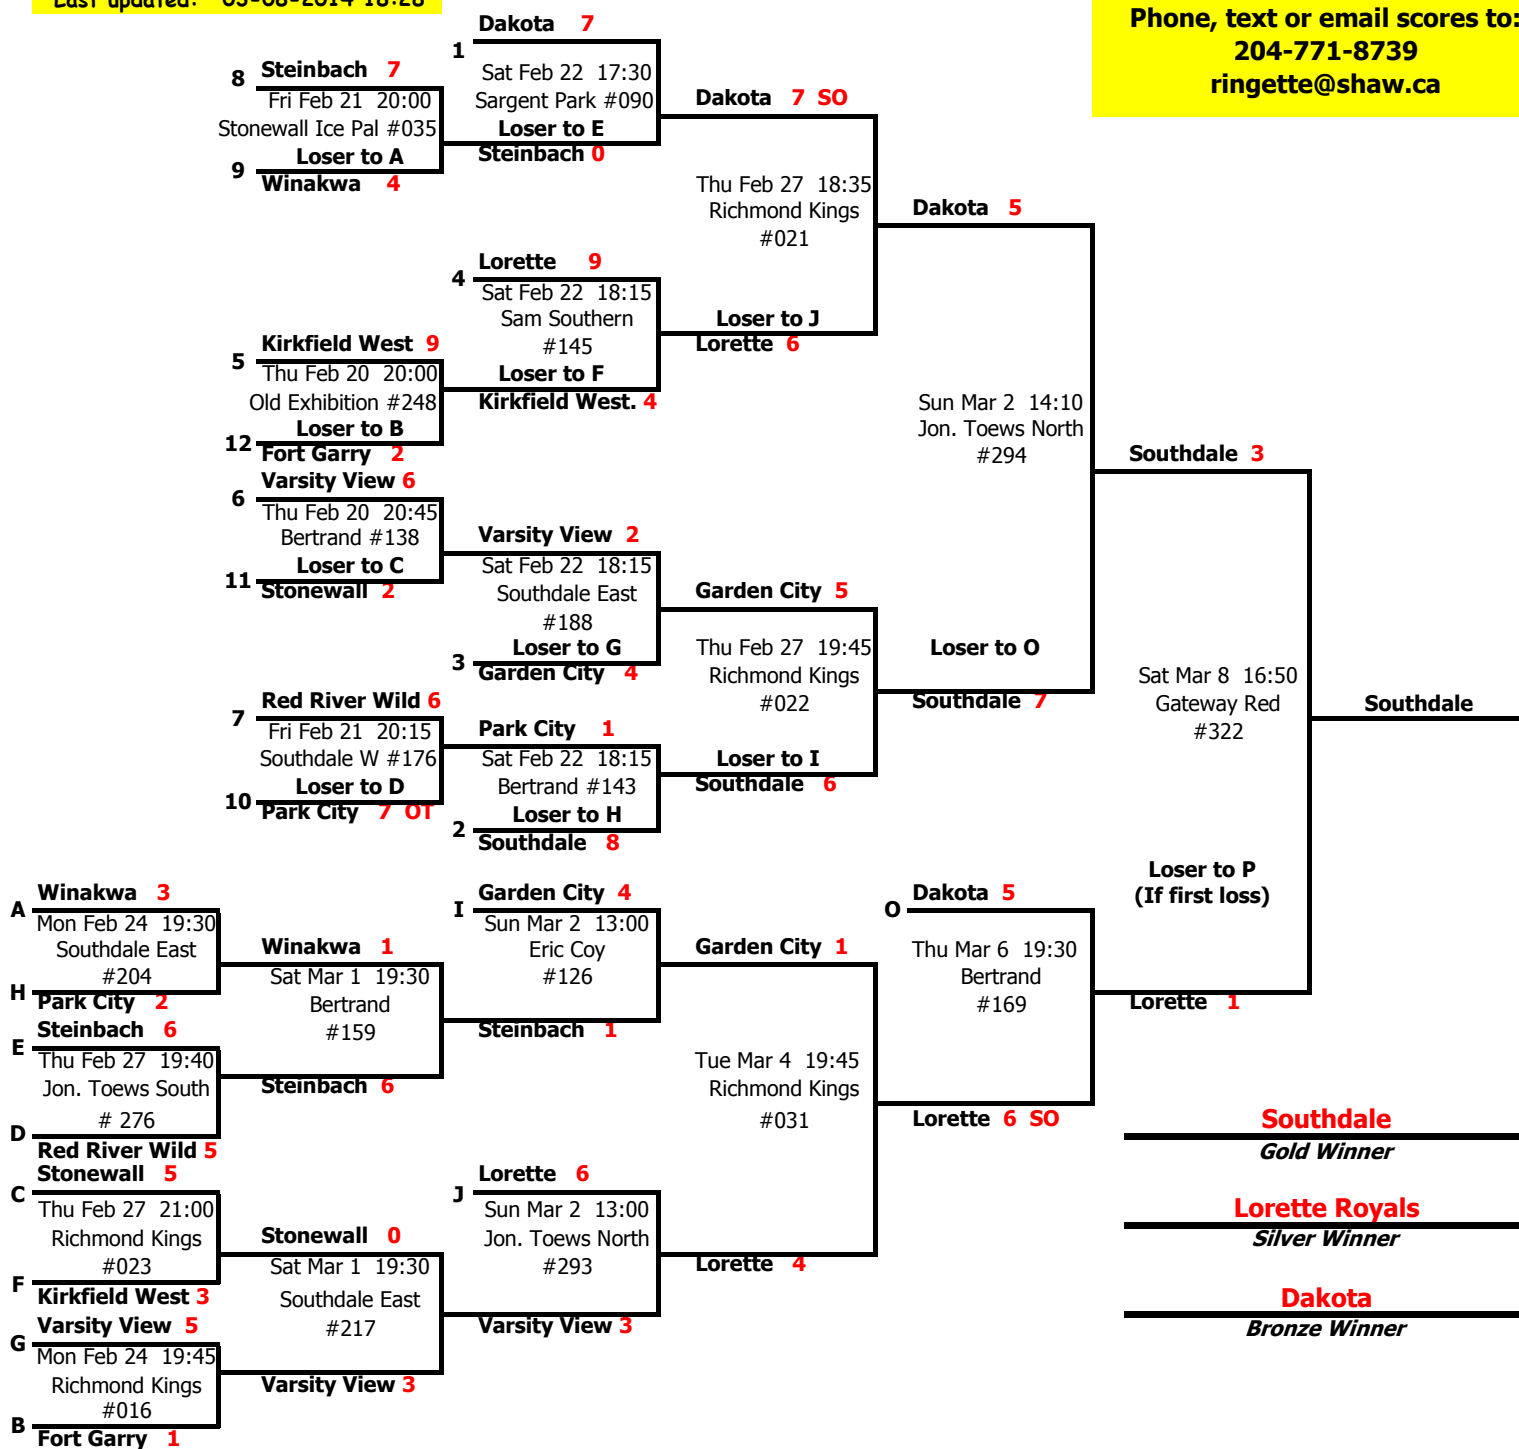 Last updated: 03-08-2014 18:28
Phone, text or email scores to:
204-771-8739
ringette@shaw.ca
8
Steinbach 7
Fri Feb 21 20:00
Stonewall Ice Pal #035
Loser to A
9
Winakwa 4
5
Kirkfield West 9
Thu Feb 20 20:00
Old Exhibition #248
Loser to B
12
Fort Garry 2
6
Varsity View 6
Thu Feb 20 20:45
Bertrand #138
Loser to C
11
Stonewall 2
7
Red River Wild 6
Fri Feb 21 20:15
Southdale W #176
Loser to D
10
Park City 7 OT
1
Dakota 7
Sat Feb 22 17:30
Sargent Park #090
Loser to E
Steinbach 0
4
Lorette 9
Sat Feb 22 18:15
Sam Southern
#145
Loser to F
Kirkfield West. 4
Varsity View 2
Sat Feb 22 18:15
Southdale East
#188
Loser to G
3
Garden City 4
Park City 1
Sat Feb 22 18:15
Bertrand #143
Loser to H
2
Southdale 8
Dakota 7 SO
Thu Feb 27 18:35
Richmond Kings
#021
Loser to J
Lorette 6
Garden City 5
Thu Feb 27 19:45
Richmond Kings
#022
Loser to I
Southdale 6
Dakota 5
Sun Mar 2 14:10
Jon. Toews North
#294
Loser to O
Southdale 7
Southdale 3
Sat Mar 8 16:50
Gateway Red
#322
Loser to P
(If first loss)
Lorette 1
Southdale
A
Winakwa 3
Mon Feb 24 19:30
Southdale East
#204
H
Park City 2
E
Steinbach 6
Thu Feb 27 19:40
Jon. Toews South
# 276
D
Red River Wild 5
C
Stonewall 5
Thu Feb 27 21:00
Richmond Kings
#023
F
Kirkfield West 3
G
Varsity View 5
Mon Feb 24 19:45
Richmond Kings
#016
B
Fort Garry 1
Winakwa 1
Sat Mar 1 19:30
Bertrand
#159
Steinbach 6
Stonewall 0
Sat Mar 1 19:30
Southdale East
#217
Varsity View 3
I
Garden City 4
Sun Mar 2 13:00
Eric Coy
#126
Steinbach 1
J
Lorette 6
Sun Mar 2 13:00
Jon. Toews North
#293
Varsity View 3
Garden City 1
Tue Mar 4 19:45
Richmond Kings
#031
Lorette 4
O
Dakota 5
Thu Mar 6 19:30
Bertrand
#169
Lorette 6 SO
Southdale
Gold Winner
Lorette Royals
Silver Winner
Dakota
Bronze Winner